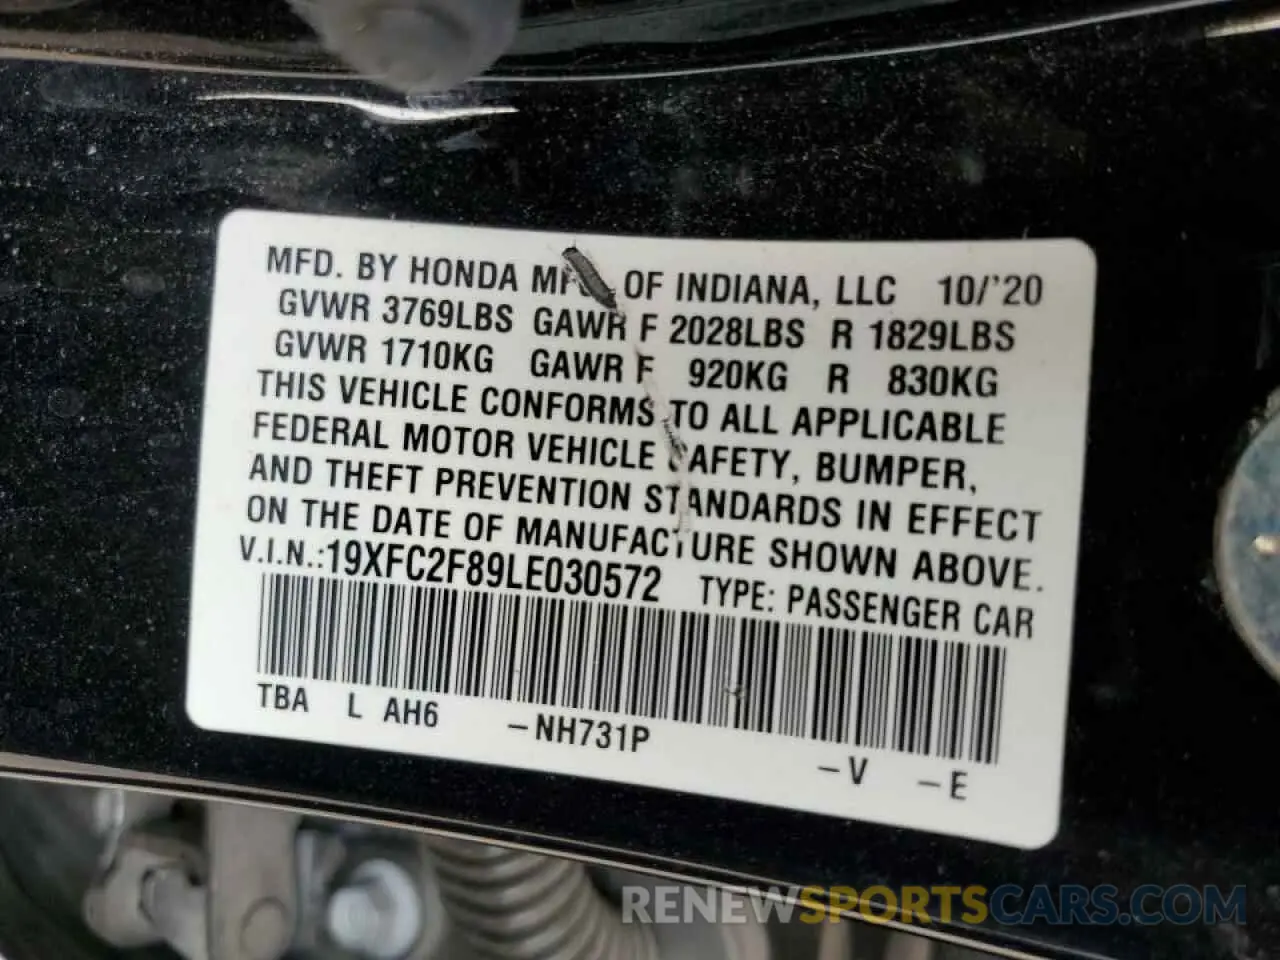 MFD. BY HONDA OF INDIANA, LLC 10/'20
GVWR 3769LBS GAWR F 2028LBS R 1829LBS
GVWR 1710KG GAWR F 920KG R 830KG
THIS VEHICLE CONFORMS TO ALL APPLICABLE
FEDERAL MOTOR VEHICLE SAFETY, BUMPER,
AND THEFT PREVENTION STANDARDS IN EFFECT
ON THE DATE OF MANUFACTURE SHOWN ABOVE.
V.I.N.:19XFC2F89LE030572 TYPE: PASSENGER CAR
TBA L AH6 -NH731P
-V -E
RENEWSPORTSCARS.COM